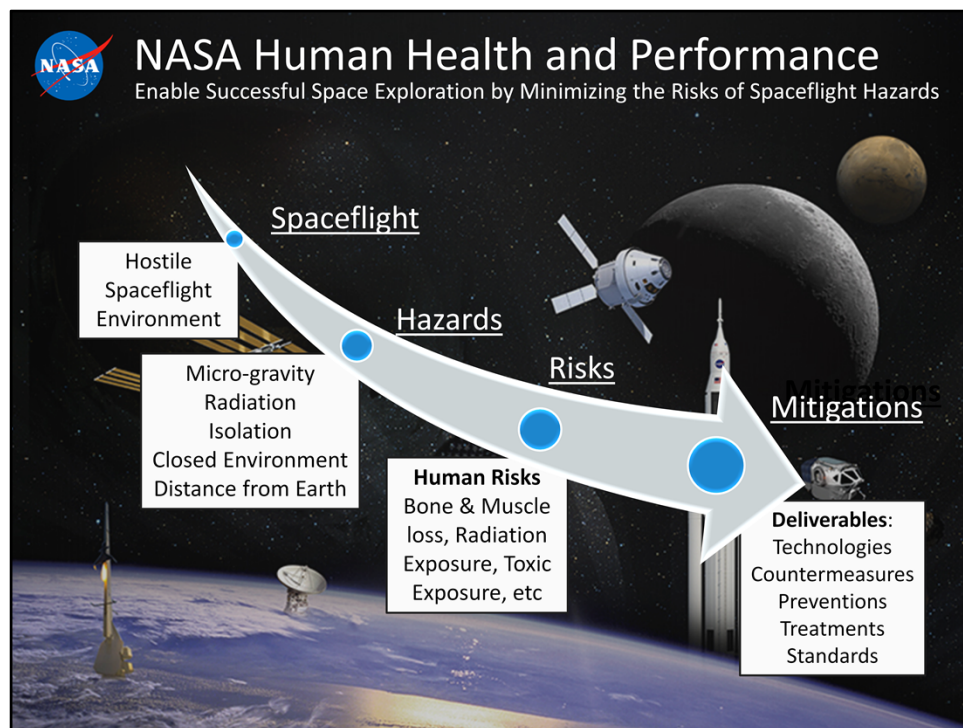 NASA
NASA Human Health and Performance
Enable Successful Space Exploration by Minimizing the Risks of Spaceflight Hazards
Spaceflight
Hostile
Spaceflight
Environment
Hazards
Micro-gravity
Radiation
Isolation
Closed Environment
Distance from Earth
Risks
Human Risks
Bone & Muscle
loss, Radiation
Exposure, Toxic
Exposure, etc
Mitigations
Mitigations
Deliverables:
Technologies
Countermeasures
Preventions
Treatments
Standards